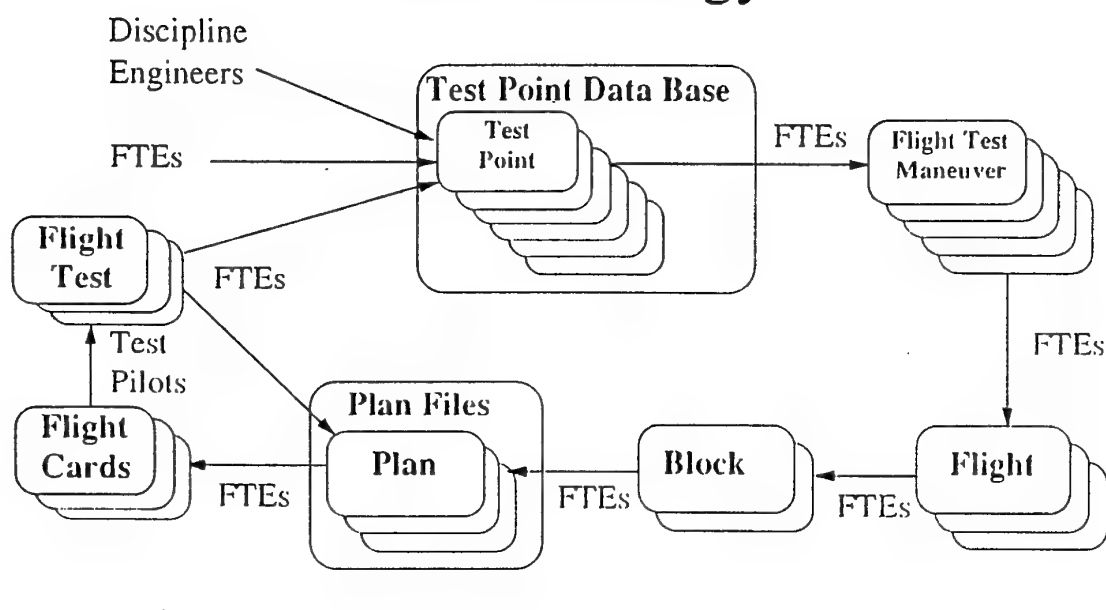 Discipline
Engineers
FTEs
Test Point Data Base
Test
Point
FTEs
Flight Test
Maneuver
Flight
Test
FTEs
FTEs
Test
Pilots
Plan Files
Flight
Cards
Plan
Block
Flight
FTEs
FTEs
FTEs